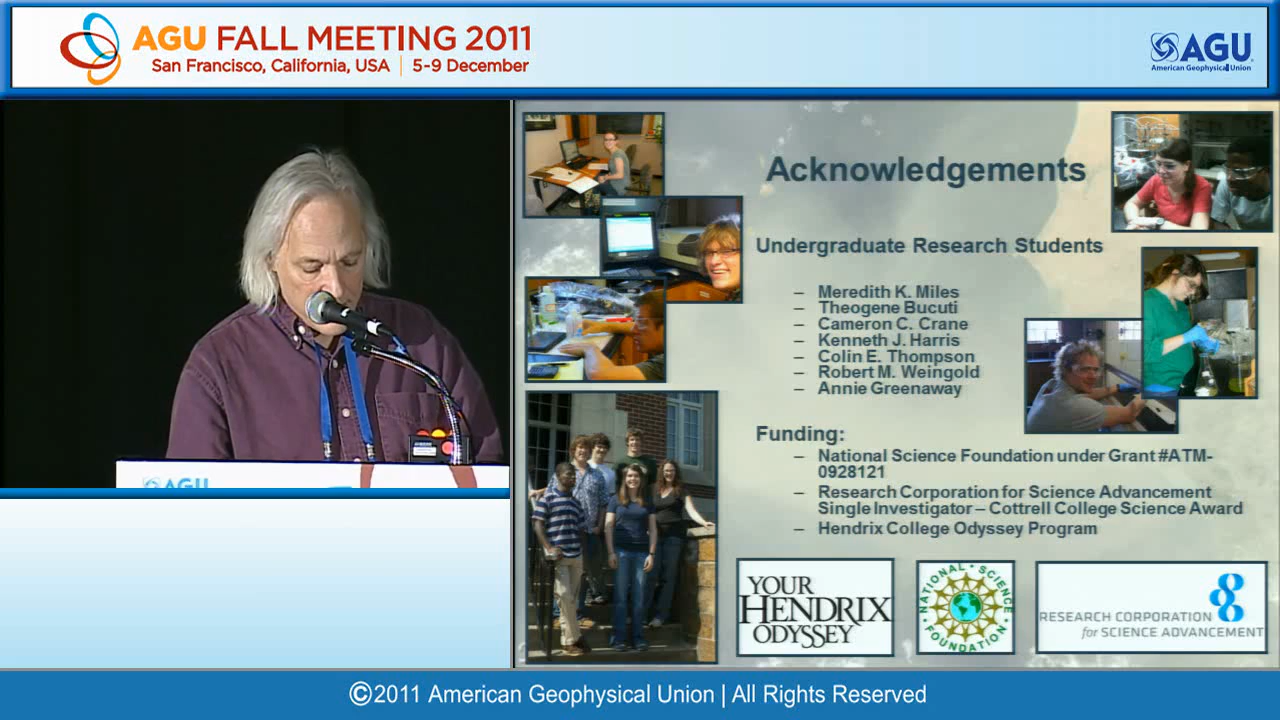 AGU FALL MEETING 2011
San Francisco, California, USA | 5-9 December
AGU
American Geophysical Union
Acknowledgements
Undergraduate Research Students
– Meredith K. Miles
– Theogene Bucuti
– Cameron C. Crane
– Kenneth J. Harris
– Colin E. Thompson
– Robert M. Weingold
– Annie Greenaway
Funding:
– National Science Foundation under Grant #ATM-
0928121
– Research Corporation for Science Advancement
Single Investigator – Cottrell College Science Award
– Hendrix College Odyssey Program
YOUR
HENDRIX
ODYSSEY
NATIONAL SCIENCE
FOUNDATION
RESEARCH CORPORATION
for SCIENCE ADVANCEMENT
AGU
©2011 American Geophysical Union | All Rights Reserved